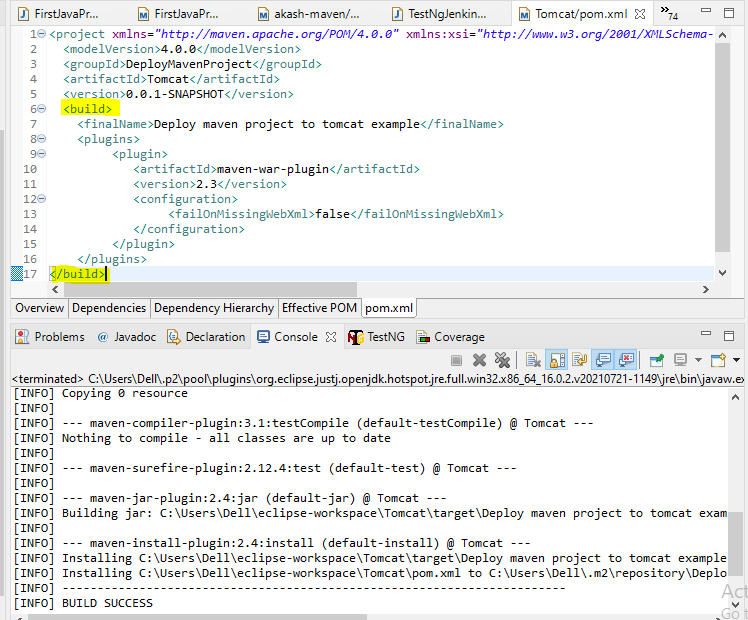 FirstJavaPr...
FirstJavaPr...
akash-maven/...
TestNgJenkin...
Tomcat/pom.xml
»74
1 <project xmlns="http://maven.apache.org/POM/4.0.0" xmlns:xsi="http://www.w3.org/2001/XMLSchema-
2 <modelVersion>4.0.0</modelVersion>
3 <groupId>DeployMavenProject</groupId>
4 <artifactId>Tomcat</artifactId>
5 <version>0.0.1-SNAPSHOT</version>
6 <build>
7 <finalName>Deploy maven project to tomcat example</finalName>
8 <plugins>
9 <plugin>
10 <artifactId>maven-war-plugin</artifactId>
11 <version>2.3</version>
12 <configuration>
13 <failOnMissingWebXml>false</failOnMissingWebXml>
14 </configuration>
15 </plugin>
16 </plugins>
17 </build>
Overview Dependencies Dependency Hierarchy Effective POM pom.xml
Problems @ Javadoc Declaration Console TestNG Coverage
<terminated> C:\Users\Dell\.p2\pool\plugins\org.eclipse.justj.openjdk.hotspot.jre.full.win32.x86_64_16.0.2.v20210721-1149\jre\bin\javaw.ex
[INFO] Copying 0 resource
[INFO]
[INFO] --- maven-compiler-plugin:3.1:testCompile (default-testCompile) @ Tomcat ---
[INFO] Nothing to compile - all classes are up to date
[INFO]
[INFO] --- maven-surefire-plugin:2.12.4:test (default-test) @ Tomcat ---
[INFO]
[INFO] --- maven-jar-plugin:2.4:jar (default-jar) @ Tomcat ---
[INFO] Building jar: C:\Users\Dell\eclipse-workspace\Tomcat\target\Deploy maven project to tomcat exam
[INFO]
[INFO] --- maven-install-plugin:2.4:install (default-install) @ Tomcat ---
[INFO] Installing C:\Users\Dell\eclipse-workspace\Tomcat\target\Deploy maven project to tomcat example
[INFO] Installing C:\Users\Dell\eclipse-workspace\Tomcat\pom.xml to C:\Users\Dell\.m2\repository\Deplo
[INFO] ------------------------------------------------------------------------
[INFO] BUILD SUCCESS
Act
Go t